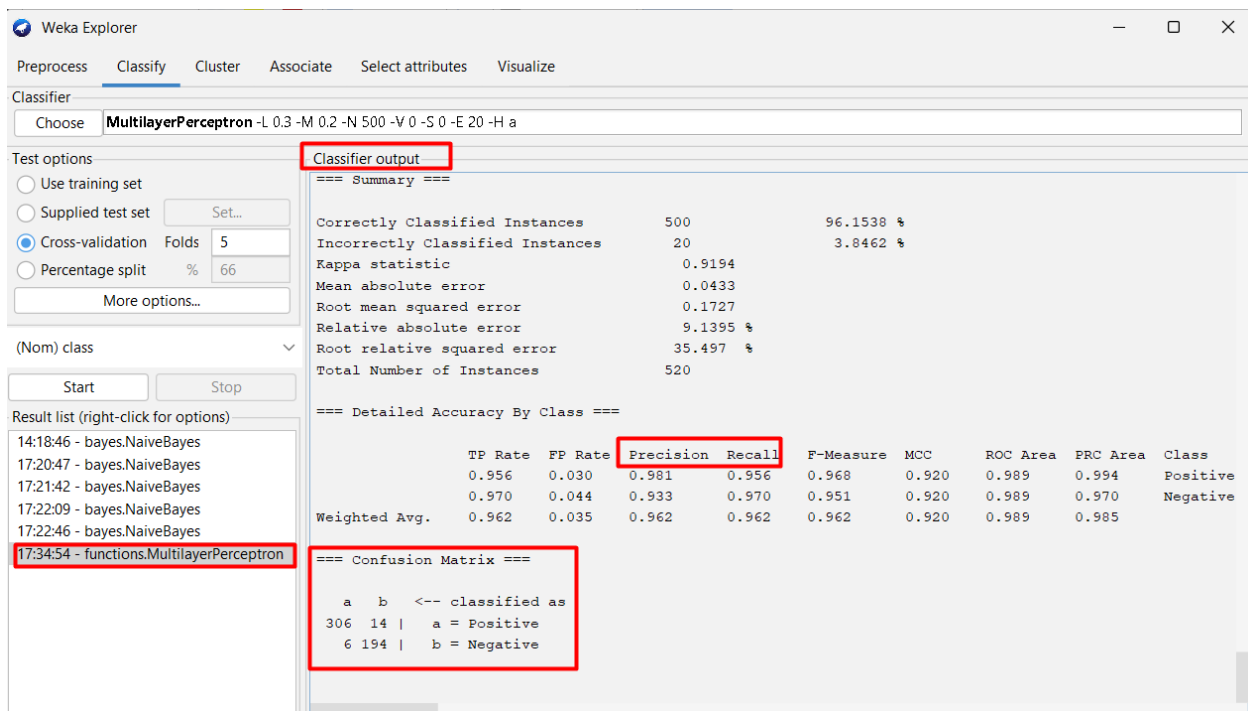 Weka Explorer
Preprocess Classify Cluster Associate Select attributes Visualize
Classifier
Choose MultilayerPerceptron -L 0.3 -M 0.2 -N 500 -V 0 -S 0 -E 20 -H a
Test options
Use training set
Supplied test set Set...
Cross-validation Folds 5
Percentage split % 66
More options...
(Nom) class
Start Stop
Result list (right-click for options)
14:18:46 - bayes.NaiveBayes
17:20:47 - bayes.NaiveBayes
17:21:42 - bayes.NaiveBayes
17:22:09 - bayes.NaiveBayes
17:22:46 - bayes.NaiveBayes
17:34:54 - functions.MultilayerPerceptron
Classifier output
=== Summary ===
Correctly Classified Instances 500 96.1538 %
Incorrectly Classified Instances 20 3.8462 %
Kappa statistic 0.9194
Mean absolute error 0.0433
Root mean squared error 0.1727
Relative absolute error 9.1395 %
Root relative squared error 35.497 %
Total Number of Instances 520
=== Detailed Accuracy By Class ===
TP Rate FP Rate Precision Recall F-Measure MCC ROC Area PRC Area Class
0.956 0.030 0.981 0.956 0.968 0.920 0.989 0.994 Positive
0.970 0.044 0.933 0.970 0.951 0.920 0.989 0.970 Negative
Weighted Avg. 0.962 0.035 0.962 0.962 0.962 0.920 0.989 0.985
=== Confusion Matrix ===
a b <-- classified as
306 14 | a = Positive
6 194 | b = Negative